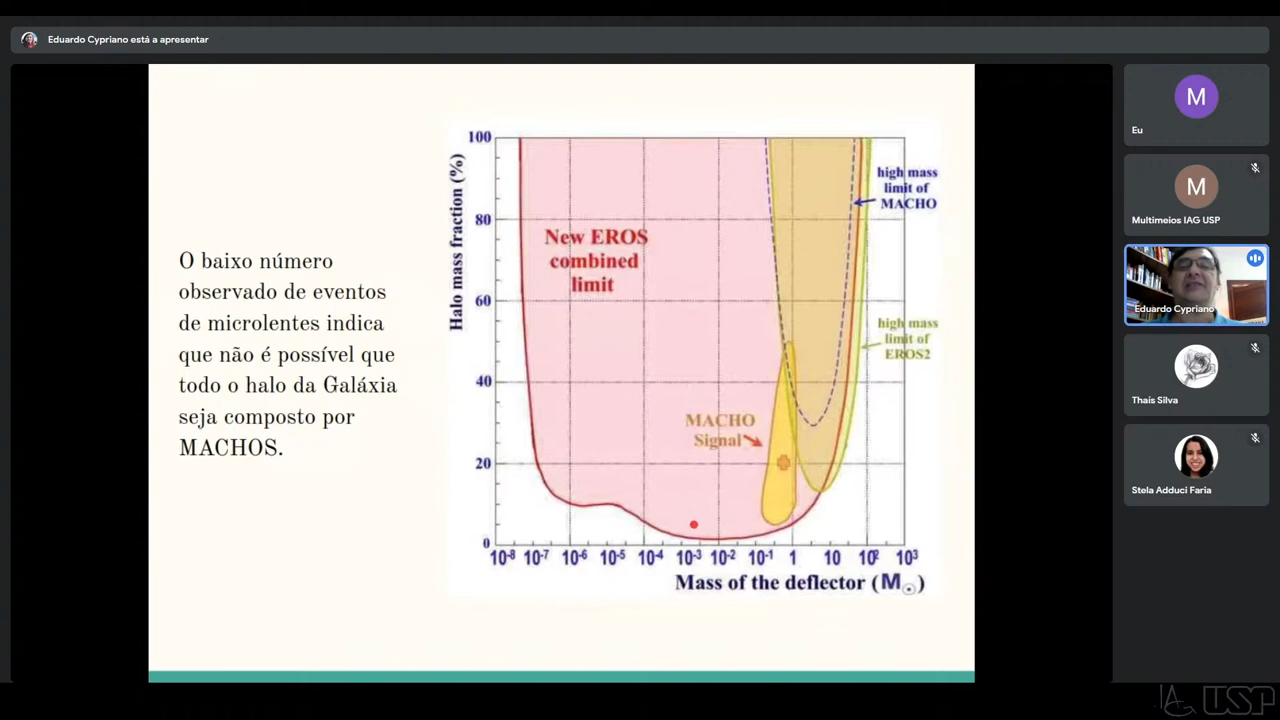 Eduardo Cypriano está a apresentar
O baixo número
observado de eventos
de microlentes indica
que não é possível que
todo o halo da Galáxia
seja composto por
MACHOS.
Halo mass fraction (%)
100
80
60
40
20
0
New EROS
combined
limit
MACHO
Signal
high mass
limit of
MACHO
high mass
limit of
EROS2
10-8 10-7 10-6 10-5 10-4 10-3 10-2 10-1 1 10 10² 10³
Mass of the deflector (M☉)
M
Eu
M
Multimeios IAG USP
Eduardo Cypriano
Thais Silva
Stela Adduci Faria
USP